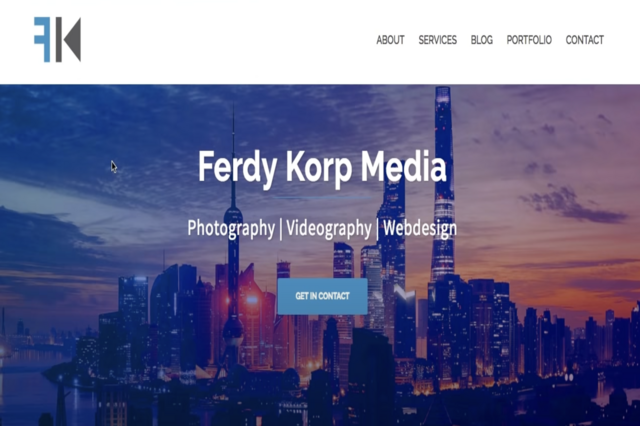 FK
ABOUT SERVICES BLOG PORTFOLIO CONTACT
Ferdy Korp Media
Photography | Videography | Webdesign
GET IN CONTACT